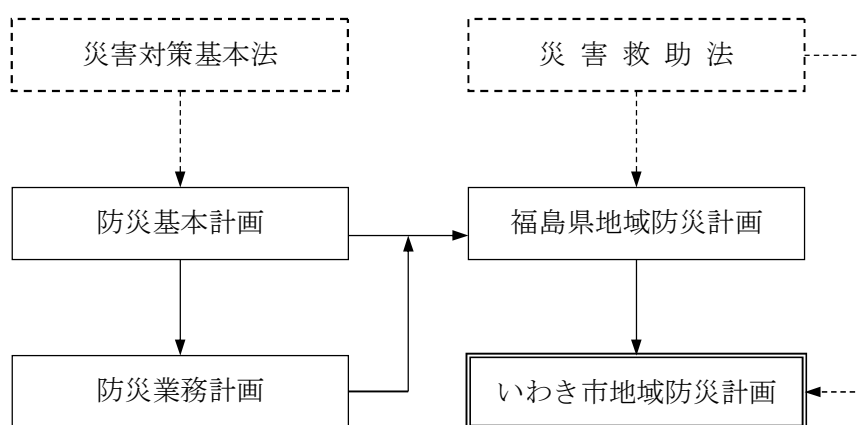 災害対策基本法
災 害 救 助 法
防災基本計画
福島県地域防災計画
防災業務計画
いわき市地域防災計画